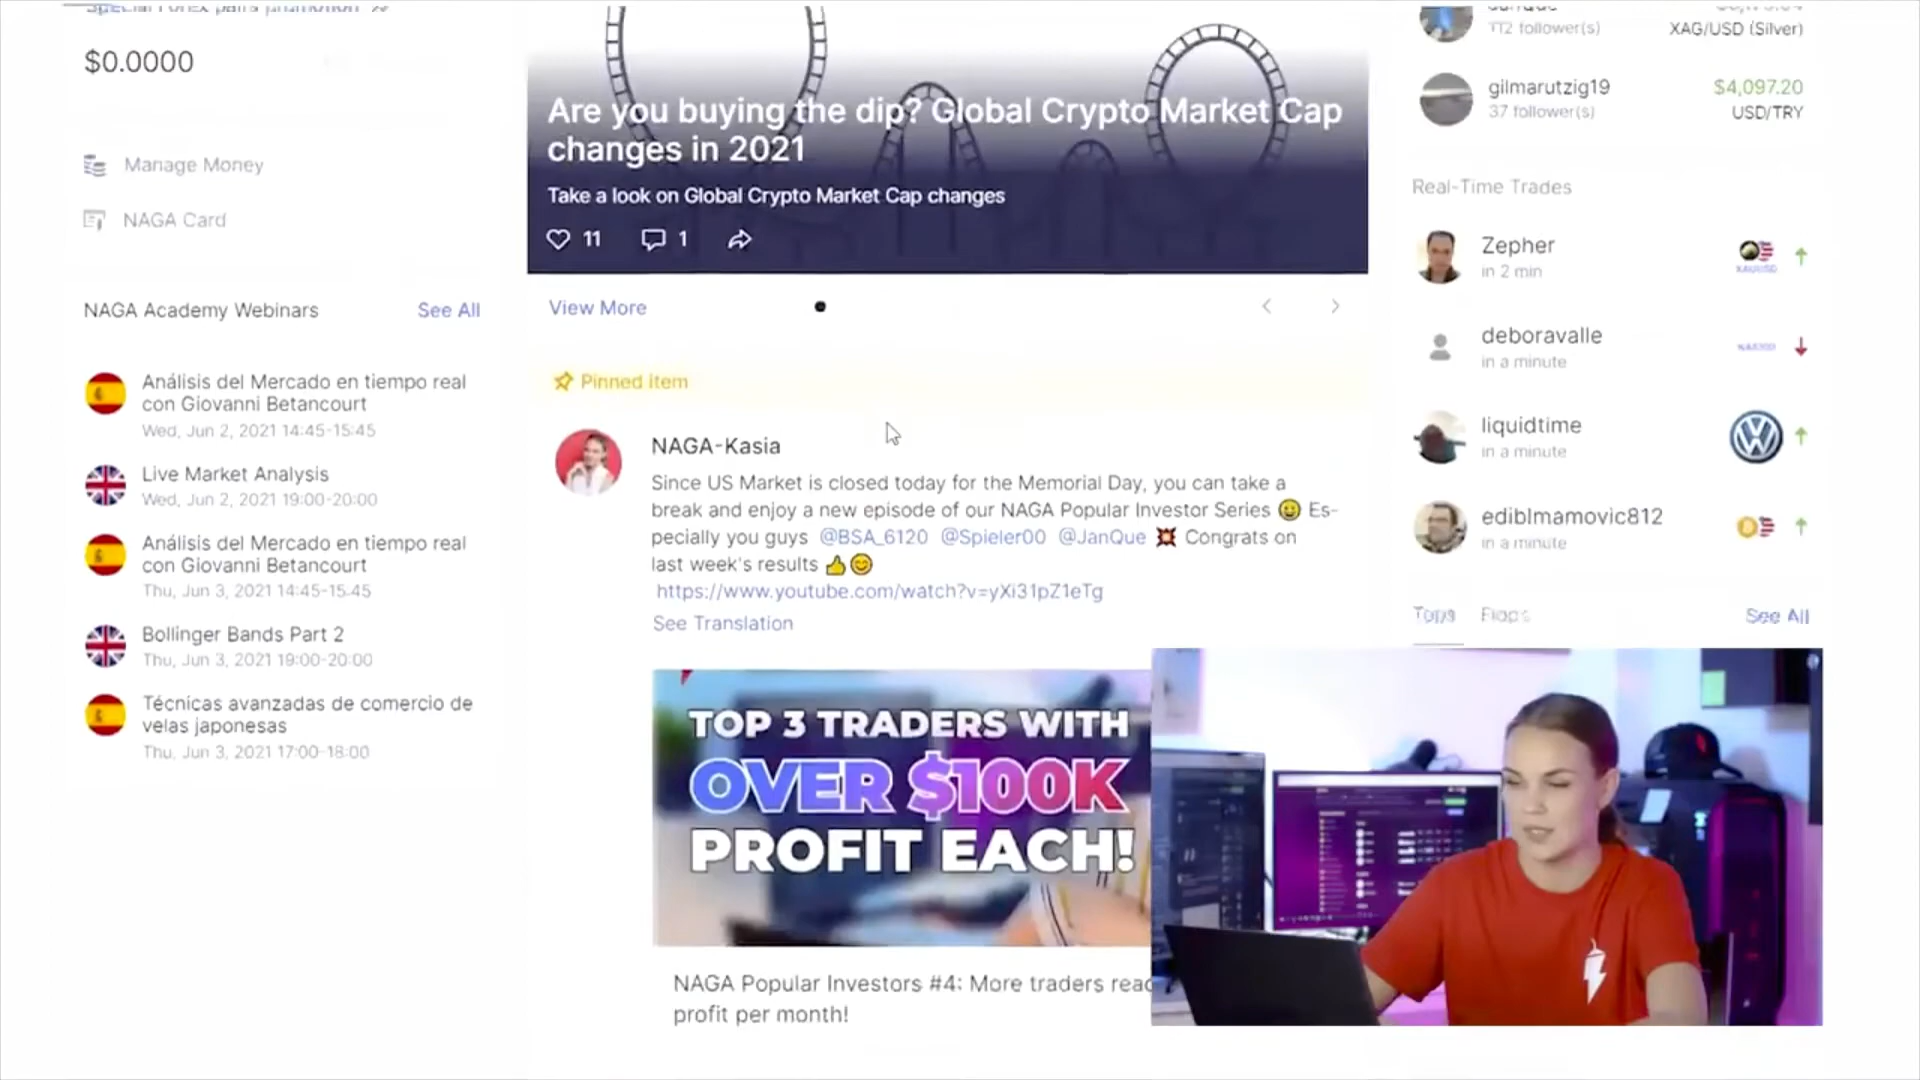 Special Forex pairs promotion
$0.0000
Manage Money
NAGA Card
NAGA Academy Webinars
See All
Análisis del Mercado en tiempo real
con Giovanni Betancourt
Wed, Jun 2, 2021 14:45-15:45
Live Market Analysis
Wed, Jun 2, 2021 19:00-20:00
Análisis del Mercado en tiempo real
con Giovanni Betancourt
Thu, Jun 3, 2021 14:45-15:45
Bollinger Bands Part 2
Thu, Jun 3, 2021 19:00-20:00
Técnicas avanzadas de comercio de
velas japonesas
Thu, Jun 3, 2021 17:00-18:00
Are you buying the dip? Global Crypto Market Cap
changes in 2021
Take a look on Global Crypto Market Cap changes
11
1
View More
Pinned item
NAGA-Kasia
Since US Market is closed today for the Memorial Day, you can take a
break and enjoy a new episode of our NAGA Popular Investor Series 😀 Es-
pecially you guys @BSA_6120 @Spieler00 @JanQue 💥 Congrats on
last week's results 👍😊
https://www.youtube.com/watch?v=yXi31pZ1eTg
See Translation
TOP 3 TRADERS WITH
OVER $100K
PROFIT EACH!
NAGA Popular Investors #4: More traders reac
profit per month!
112 follower(s)
XAG/USD (Silver)
gilmarutzig19
$4,097.20
37 follower(s)
USD/TRY
Real-Time Trades
Zepher
in 2 min
XAU/USD
deboravalle
in a minute
liquidtime
in a minute
ediblmamovic812
in a minute
Tops
Flops
See All